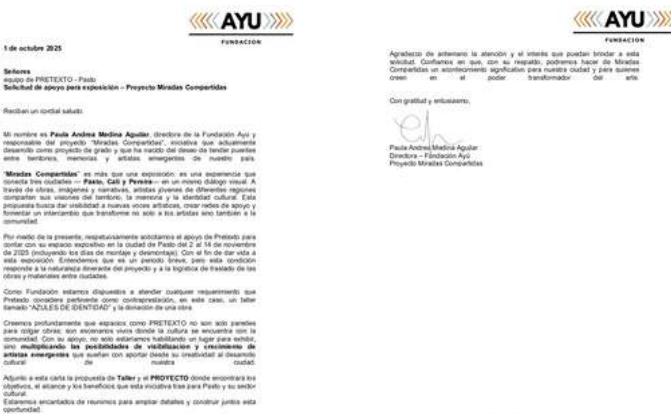 AYU
FUNDACIÓN
1 de octubre 2025
Señores
equipo de PRETEXTO - Pasto
Solicitud de apoyo para exposición – Proyecto Miradas Compartidas
Reciban un cordial saludo.
Mi nombre es Paula Andrea Medina Aguilar, directora de la Fundación Ayu y
responsable del proyecto "Miradas Compartidas", iniciativa que actualmente
desarrollo como proyecto de grado y que ha nacido del deseo de tender puentes
entre territorios, memorias y artistas emergentes de nuestro país.
"Miradas Compartidas" es más que una exposición: es una experiencia que
conecta tres ciudades — Pasto, Cali y Pereira— en un mismo diálogo visual. A
través de obras, imágenes y narrativas, artistas jóvenes de diferentes regiones
comparten sus visiones del territorio, la memoria y la identidad cultural. Esta
propuesta busca dar visibilidad a nuevas voces artísticas, crear redes de apoyo y
fomentar un intercambio que transforme no solo a los artistas sino también a la
comunidad.
Por medio de la presente, respetuosamente solicitamos el apoyo de Pretexto para
contar con su espacio expositivo en la ciudad de Pasto del 2 al 14 de noviembre
de 2025 (incluyendo los días de montaje y desmontaje). Con el fin de dar vida a
esta exposición. Entendemos que es un periodo breve, pero esta condición
responde a la naturaleza itinerante del proyecto y a la logística de traslado de las
obras y materiales entre ciudades.
Como Fundación estamos dispuestos a atender cualquier requerimiento que
Pretexto considere pertinente como contraprestación, en este caso, un taller
llamado "AZULES DE IDENTIDAD" y la donación de una obra.
Creemos profundamente que espacios como PRETEXTO no son solo paredes
para colgar obras: son escenarios vivos donde la cultura se encuentra con la
comunidad. Con su apoyo, no solo estaríamos habilitando un lugar para exhibir,
sino multiplicando las posibilidades de visibilización y crecimiento de
artistas emergentes que sueñan con aportar desde su creatividad al desarrollo
cultural de nuestra ciudad.
Adjunto a esta carta la propuesta de Taller y el PROYECTO donde encontrará los
objetivos, el alcance y los beneficios que esta iniciativa trae para Pasto y su sector
cultural.
Estaremos encantados de reunirnos para ampliar detalles y construir juntos esta
oportunidad.
AYU
FUNDACIÓN
Agradezco de antemano la atención y el interés que puedan brindar a esta
solicitud. Confiamos en que, con su respaldo, podremos hacer de Miradas
Compartidas un acontecimiento significativo para nuestra ciudad y para quienes
creen en el poder transformador del arte.
Con gratitud y entusiasmo,
Paula Andrea Medina Aguilar
Directora – Fundación Ayú
Proyecto Miradas Compartidas